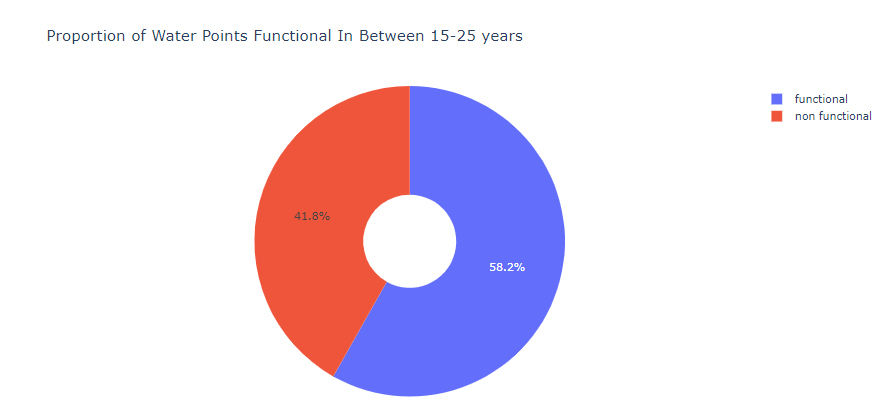 Proportion of Water Points Functional In Between 15-25 years
functional
non functional
41.8%
58.2%